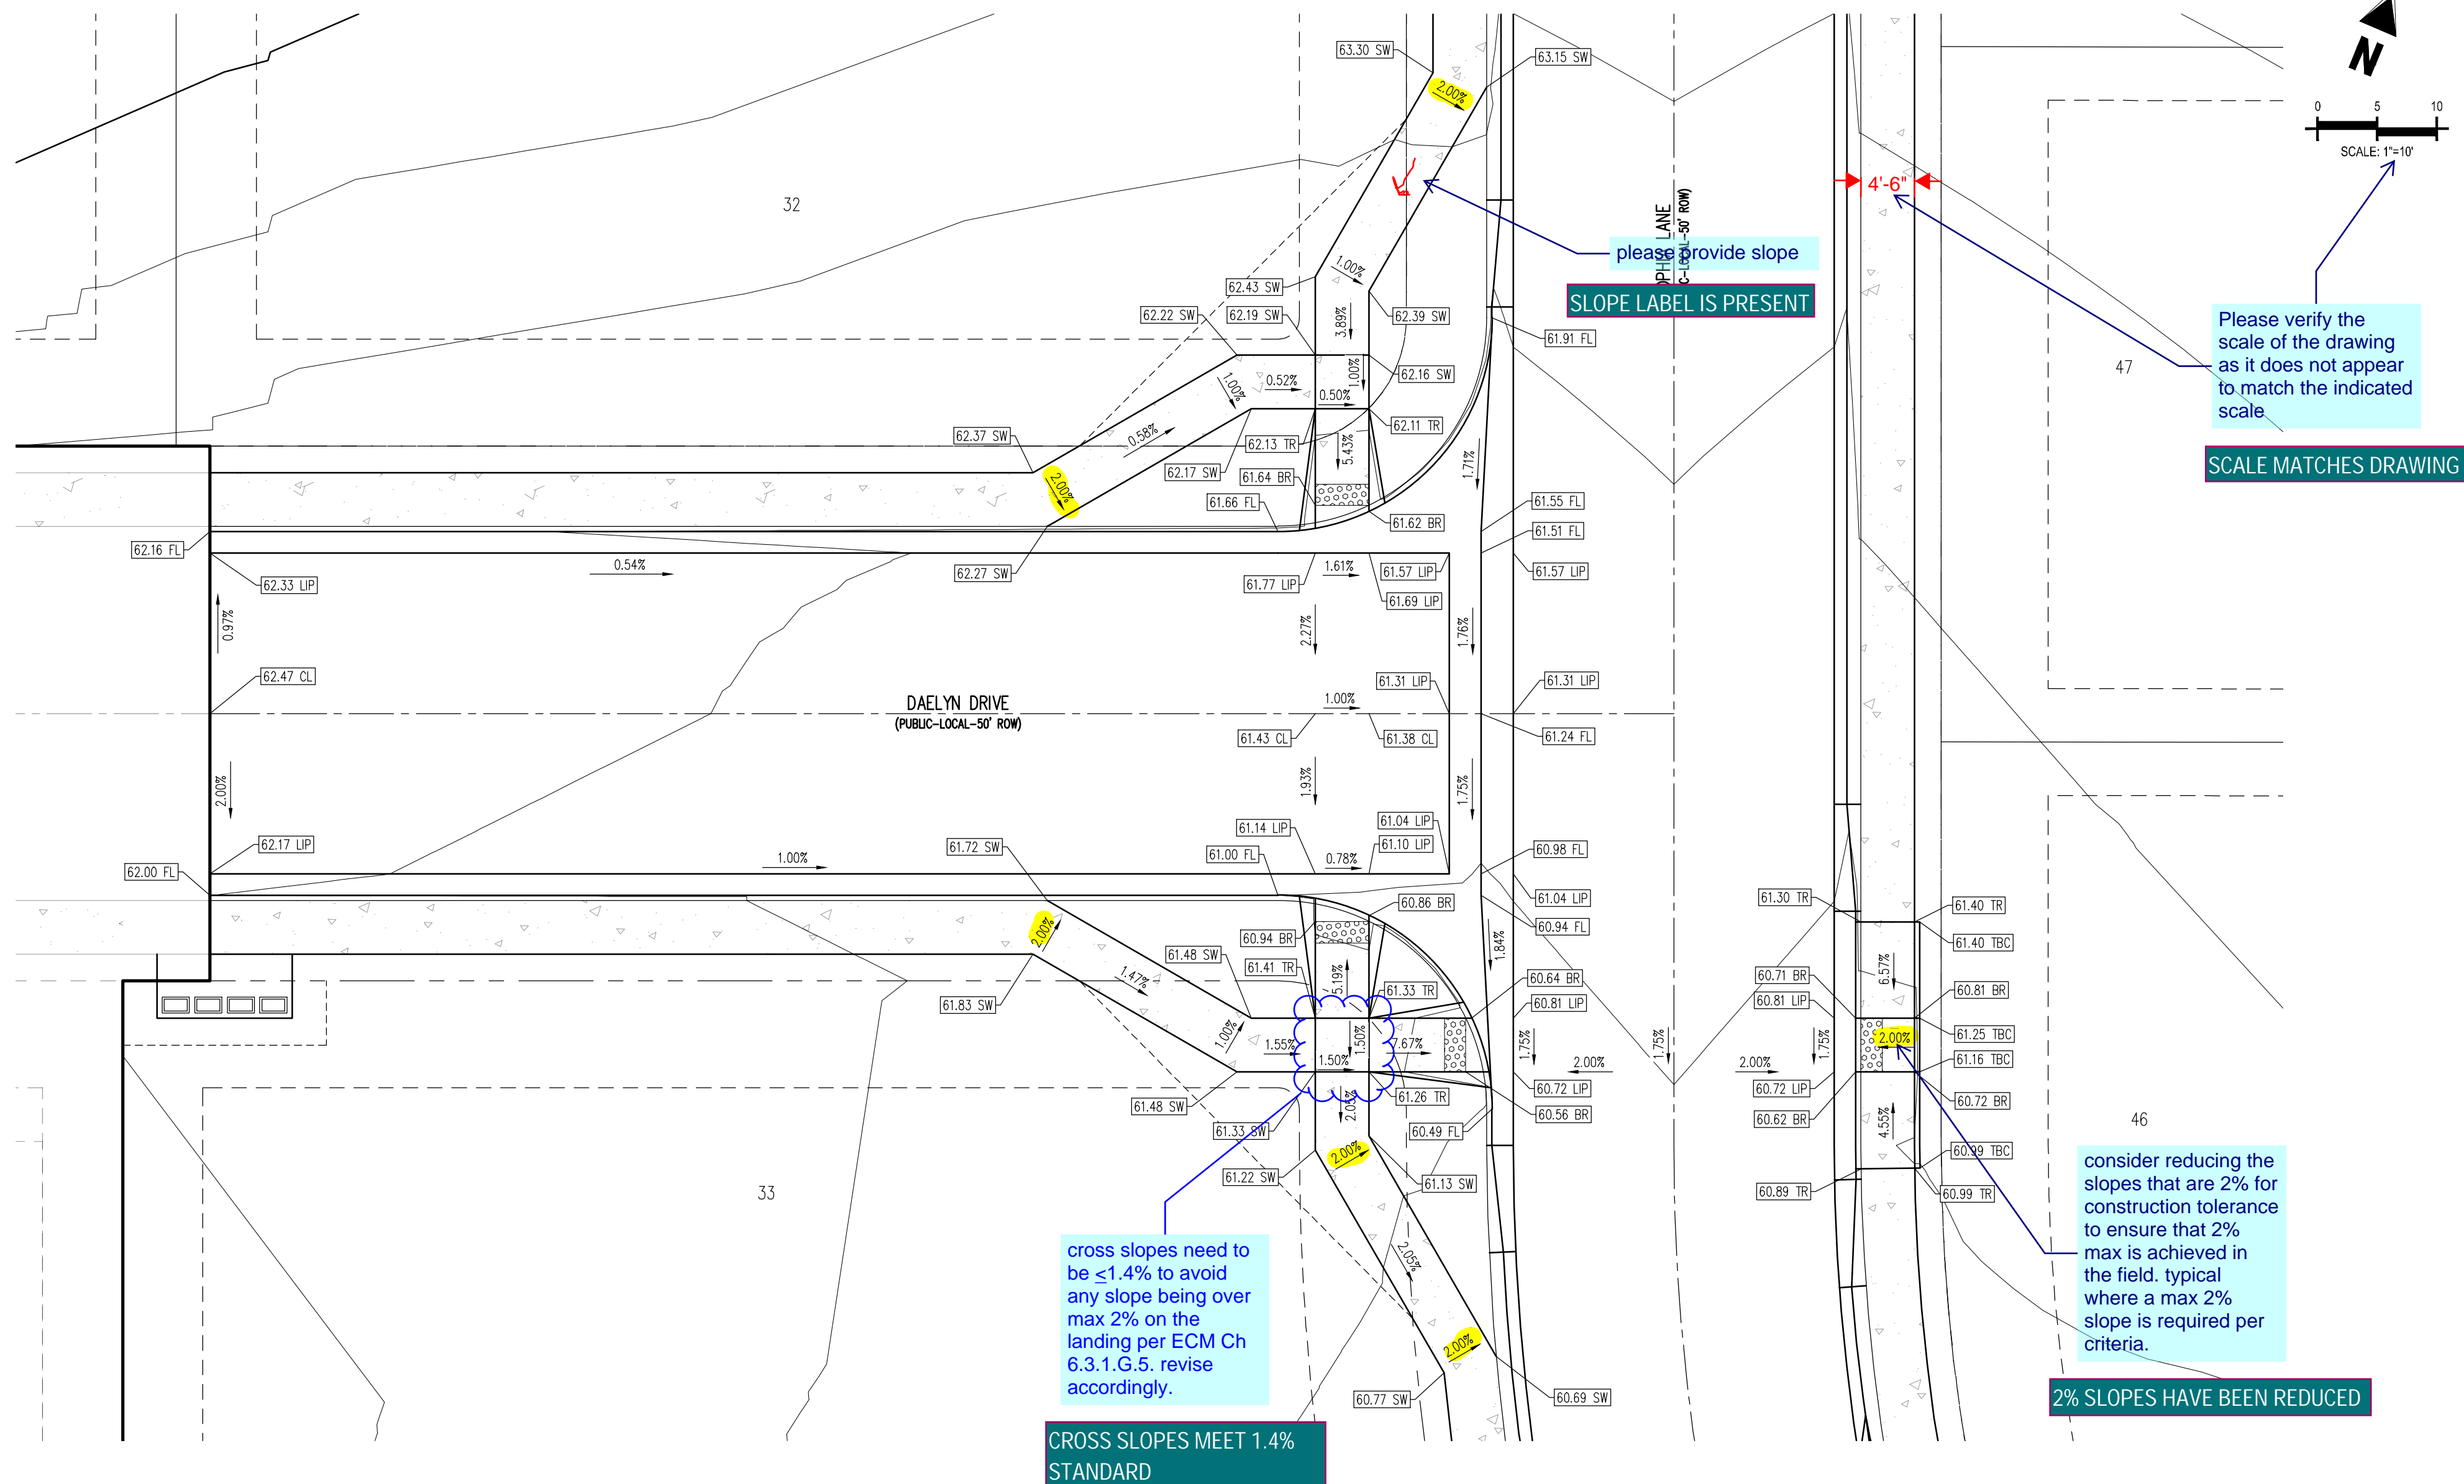 63.30 SW
63.15 SW
2.00%
N
0 5 10
SCALE: 1"=10'
4'-6"
32
LANE
please provide slope
SLOPE LABEL IS PRESENT
Please verify the
scale of the drawing
as it does not appear
to match the indicated
scale
SCALE MATCHES DRAWING
47
62.43 SW
1.00%
62.22 SW
62.19 SW
3.89%
62.39 SW
61.91 FL
62.16 SW
1.00%
1.00%
0.52%
0.50%
62.37 SW
0.58%
62.13 TR
62.11 TR
5.43%
1.71%
62.17 SW
61.64 BR
2.00%
61.66 FL
61.62 BR
61.55 FL
61.51 FL
62.16 FL
62.33 LIP
0.54%
62.27 SW
61.77 LIP
1.61%
61.57 LIP
61.57 LIP
61.69 LIP
0.97%
2.27%
1.76%
62.47 CL
61.31 LIP
61.31 LIP
DAELYN DRIVE
(PUBLIC-LOCAL-50' ROW)
1.00%
61.43 CL
61.38 CL
61.24 FL
2.00%
1.93%
1.75%
62.17 LIP
62.00 FL
1.00%
61.72 SW
61.14 LIP
61.04 LIP
61.00 FL
0.78%
61.10 LIP
60.98 FL
61.04 LIP
60.94 FL
60.86 BR
2.00%
60.94 BR
1.84%
61.30 TR
61.40 TR
61.40 TBC
61.48 SW
61.41 TR
5.19%
61.33 TR
60.64 BR
60.81 LIP
60.71 BR
6.57%
60.81 BR
60.81 LIP
61.83 SW
1.47%
1.00%
1.55%
1.50%
1.50%
7.67%
1.75%
2.00%
1.75%
2.00%
1.75%
2.00%
61.25 TBC
61.16 TBC
60.72 LIP
60.72 LIP
60.72 BR
61.48 SW
61.33 SW
2.05%
61.26 TR
60.49 FL
60.56 BR
60.62 BR
4.55%
46
60.99 TBC
61.22 SW
2.00%
61.13 SW
60.89 TR
60.99 TR
33
cross slopes need to
be <1.4% to avoid
any slope being over
max 2% on the
landing per ECM Ch
6.3.1.G.5. revise
accordingly.
CROSS SLOPES MEET 1.4%
STANDARD
2.05%
2.00%
60.77 SW
60.69 SW
consider reducing the
slopes that are 2% for
construction tolerance
to ensure that 2%
max is achieved in
the field. typical
where a max 2%
slope is required per
criteria.
2% SLOPES HAVE BEEN REDUCED